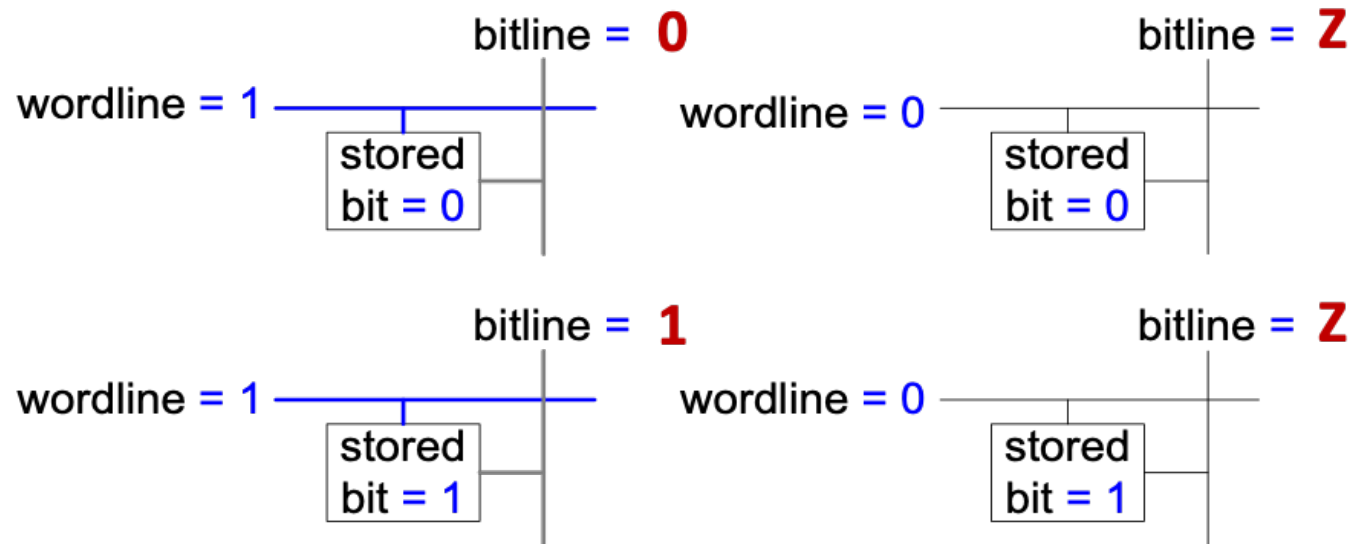 bitline = 0
wordline = 1
stored
bit = 0
bitline = Z
wordline = 0
stored
bit = 0
bitline = 1
wordline = 1
stored
bit = 1
bitline = Z
wordline = 0
stored
bit = 1